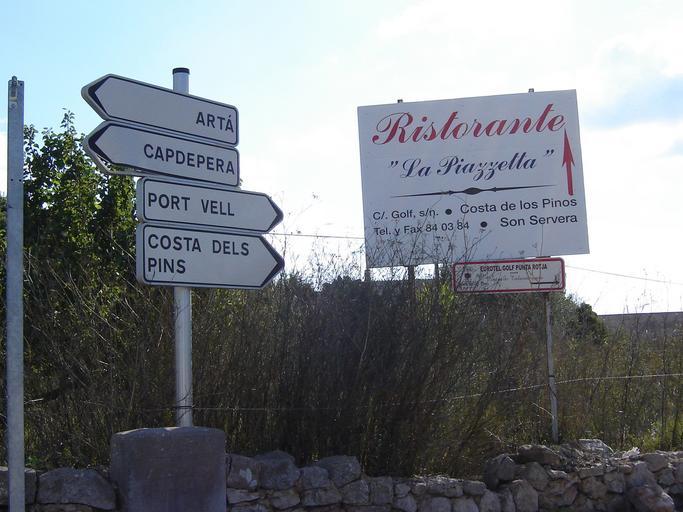 ARTÁ
CAPDEPERA
PORT VELL
COSTA DELS
PINS
Ristorante
"La Piazzetta"
C/. Golf, s/n. • Costa de los Pinos
Tel. y Fax 84 03 84 • Son Servera
EUROTEL GOLF PUNTA ROTJA